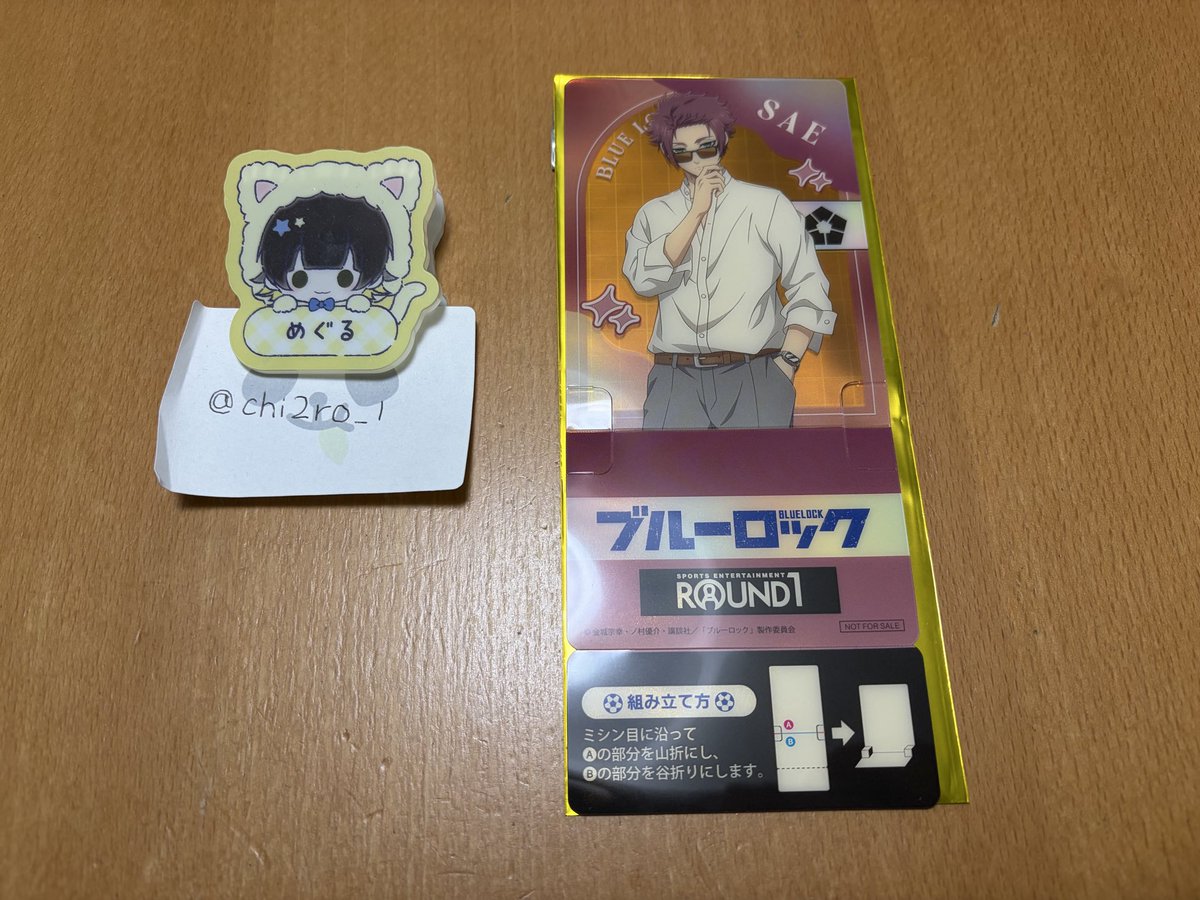 めぐる
@chi2ro_1
BLUE LO
SAE
ブルーロック
BLUELOCK
SPORTS ENTERTAINMENT
ROUND1
© 金城宗幸・ノ村優介・講談社／「ブルーロック」製作委員会
NOT FOR SALE
組み立て方
A
B
ミシン目に沿って
Aの部分を山折にし、
Bの部分を谷折りにします。